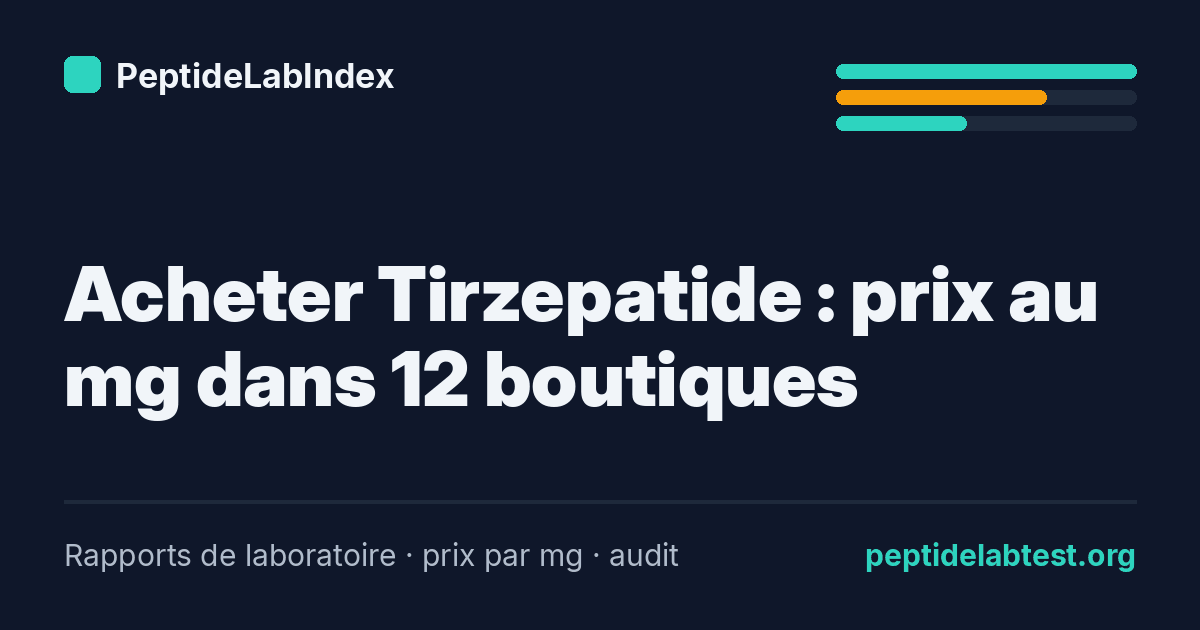 PeptideLabIndex
Acheter Tirzepatide : prix au
mg dans 12 boutiques
Rapports de laboratoire · prix par mg · audit
peptidelabtest.org